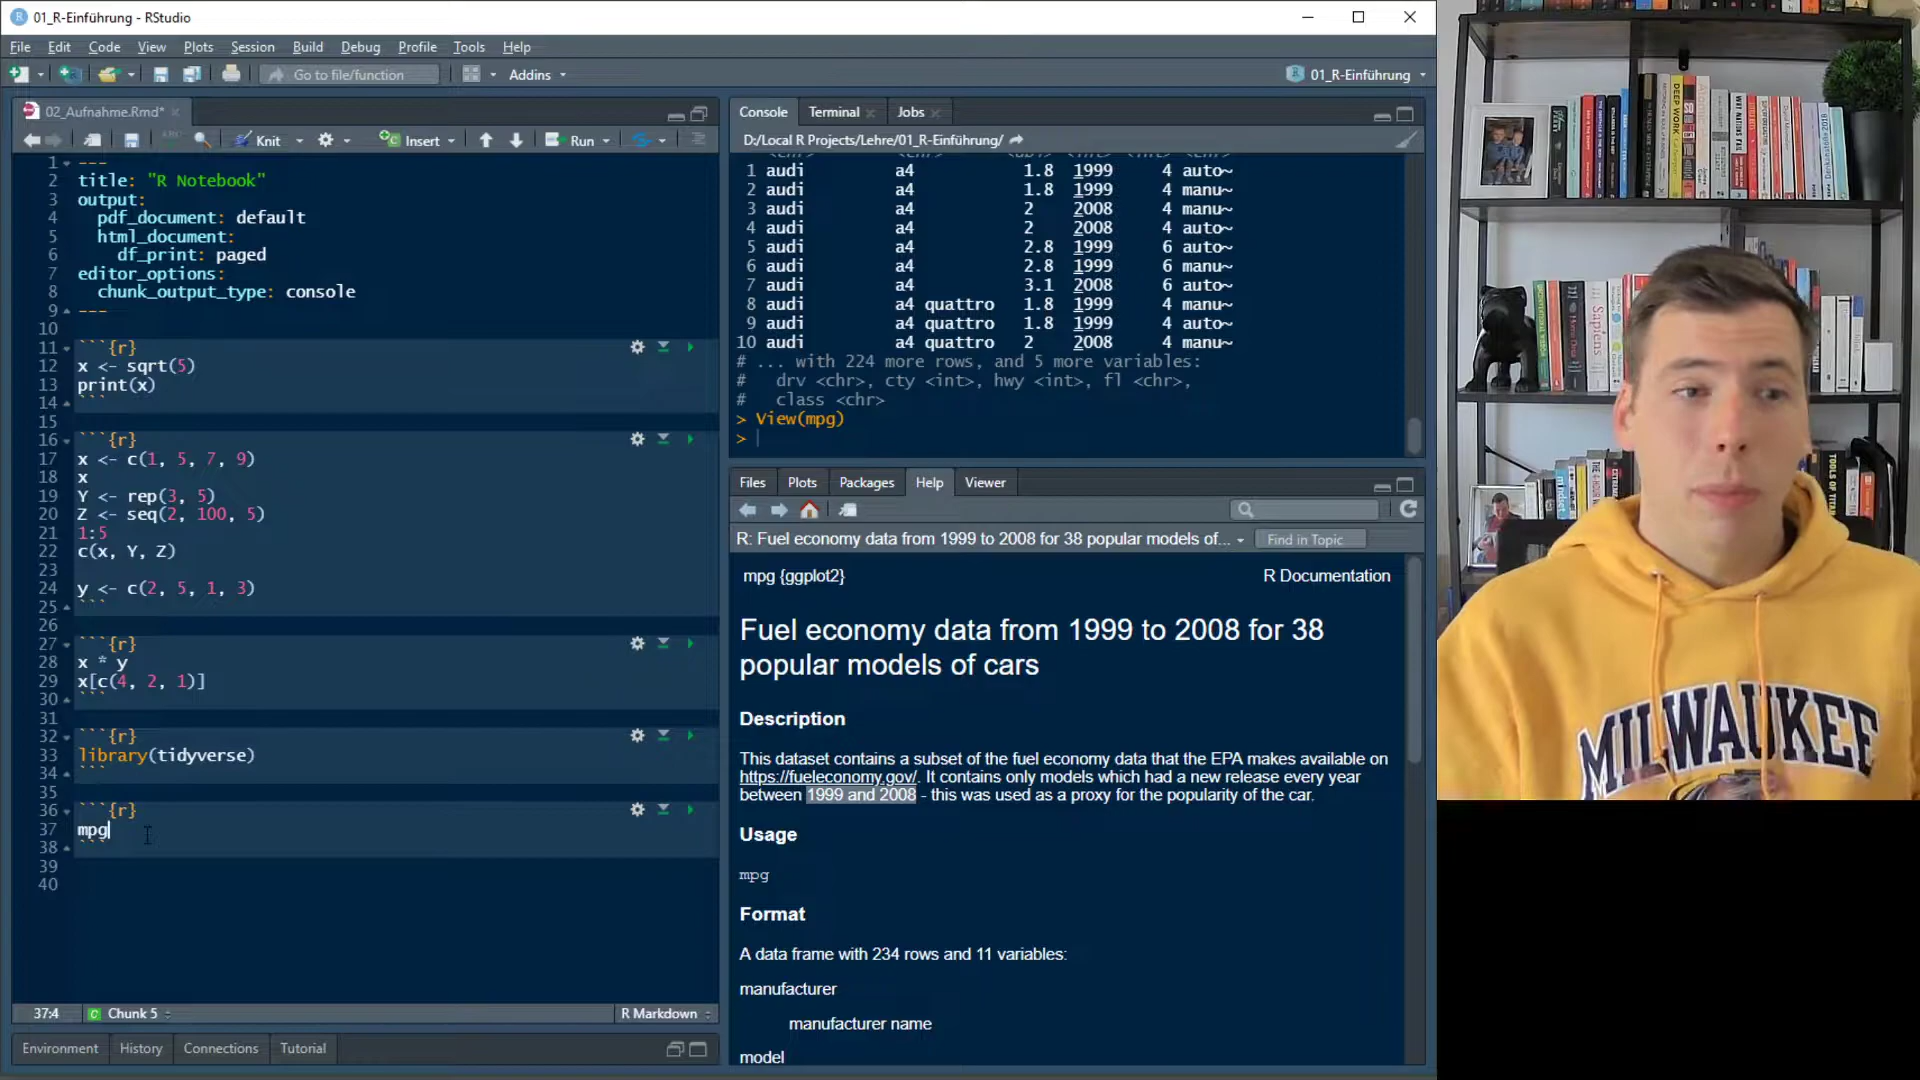 01_R-Einführung - RStudio
File Edit Code View Plots Session Build Debug Profile Tools Help
Go to file/function Addins 01_R-Einführung
02_Aufnahme.Rmd*
Knit Insert Run
1 ---
2 title: "R Notebook"
3 output:
4 pdf_document: default
5 html_document:
6 df_print: paged
7 editor_options:
8 chunk_output_type: console
9 ---
10
11 ```{r}
12 x <- sqrt(5)
13 print(x)
14 ```
15
16 ```{r}
17 x <- c(1, 5, 7, 9)
18 x
19 Y <- rep(3, 5)
20 Z <- seq(2, 100, 5)
21 1:5
22 c(x, Y, Z)
23
24 y <- c(2, 5, 1, 3)
25 ```
26
27 ```{r}
28 x * y
29 x[c(4, 2, 1)]
30 ```
31
32 ```{r}
33 library(tidyverse)
34 ```
35
36 ```{r}
37 mpg
38 ```
39
40
37:4 Chunk 5 R Markdown
Environment History Connections Tutorial
Console Terminal Jobs
D:/Local R Projects/Lehre/01_R-Einführung/
1 audi a4 1.8 1999 4 auto~
2 audi a4 1.8 1999 4 manu~
3 audi a4 2 2008 4 manu~
4 audi a4 2 2008 4 auto~
5 audi a4 2.8 1999 6 auto~
6 audi a4 2.8 1999 6 manu~
7 audi a4 3.1 2008 6 auto~
8 audi a4 quattro 1.8 1999 4 manu~
9 audi a4 quattro 1.8 1999 4 auto~
10 audi a4 quattro 2 2008 4 manu~
# ... with 224 more rows, and 5 more variables:
# drv <chr>, cty <int>, hwy <int>, fl <chr>,
# class <chr>
> View(mpg)
>
Files Plots Packages Help Viewer
R: Fuel economy data from 1999 to 2008 for 38 popular models of... Find in Topic
mpg {ggplot2} R Documentation
Fuel economy data from 1999 to 2008 for 38
popular models of cars
Description
This dataset contains a subset of the fuel economy data that the EPA makes available on
https://fueleconomy.gov/. It contains only models which had a new release every year
between 1999 and 2008 - this was used as a proxy for the popularity of the car.
Usage
mpg
Format
A data frame with 234 rows and 11 variables:
manufacturer
manufacturer name
model
DEEP WORK
Sapiens
TOOLS OF TITANS
MILWAUKEE